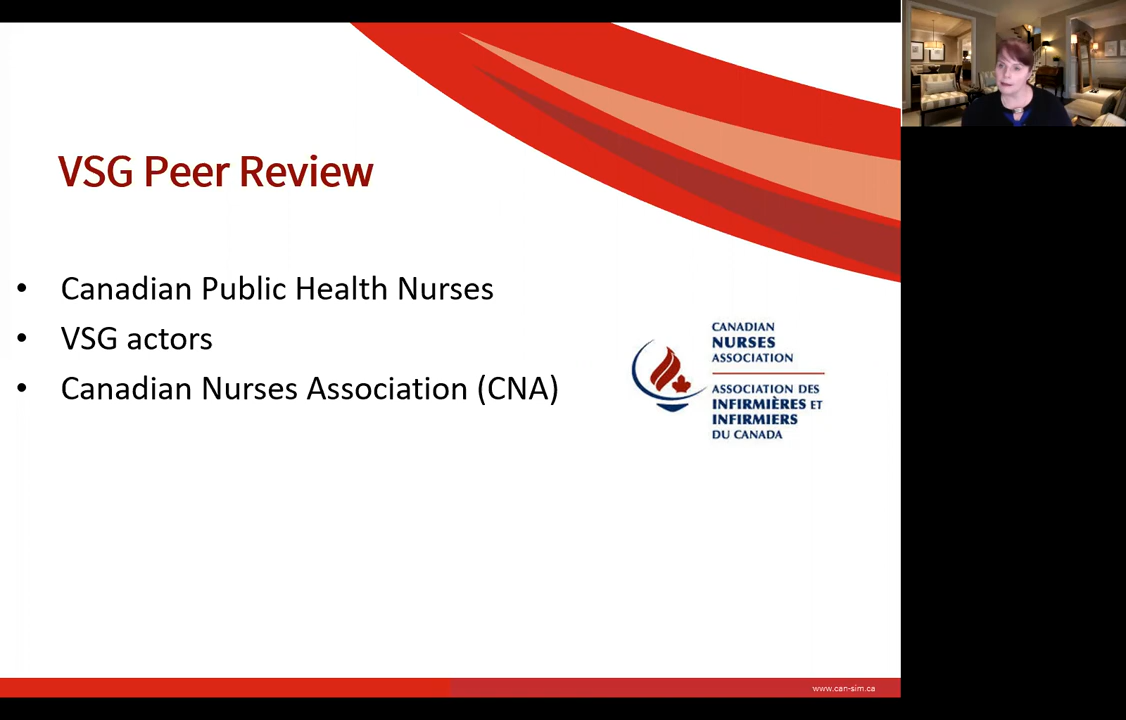 VSG Peer Review
• Canadian Public Health Nurses
• VSG actors
• Canadian Nurses Association (CNA)
CANADIAN
NURSES
ASSOCIATION
ASSOCIATION DES
INFIRMIÈRES ET
INFIRMIERS
DU CANADA
www.can-sim.ca